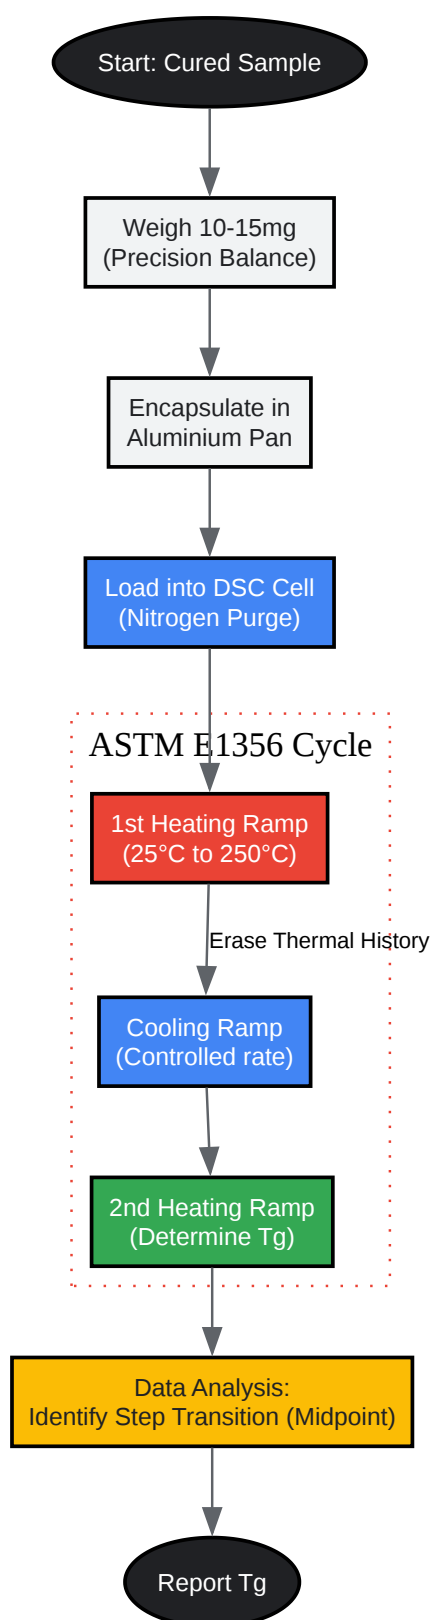 Start: Cured Sample
Weigh 10-15mg
(Precision Balance)
Encapsulate in
Aluminium Pan
Load into DSC Cell
(Nitrogen Purge)
ASTM E1356 Cycle
1st Heating Ramp
(25°C to 250°C)
Erase Thermal History
Cooling Ramp
(Controlled rate)
2nd Heating Ramp
(Determine Tg)
Data Analysis:
Identify Step Transition (Midpoint)
Report Tg